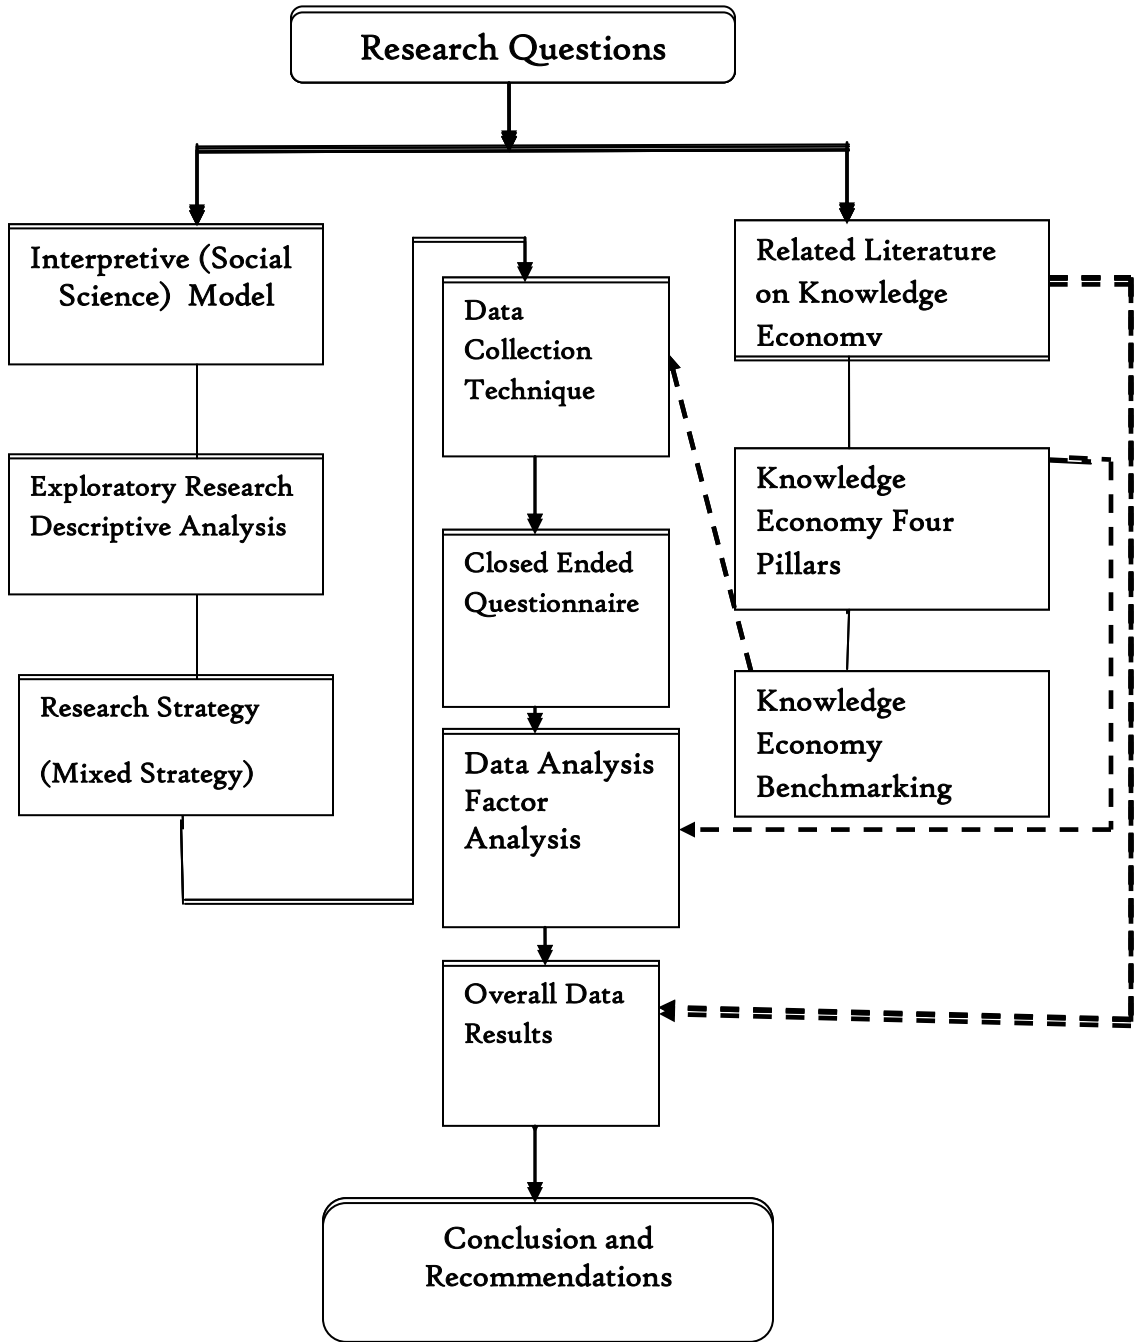 Research Questions
Interpretive (Social
Science) Model
Exploratory Research
Descriptive Analysis
Research Strategy
(Mixed Strategy)
Data
Collection
Technique
Closed Ended
Questionnaire
Data Analysis
Factor
Analysis
Overall Data
Results
Related Literature
on Knowledge
Economy
Knowledge
Economy Four
Pillars
Knowledge
Economy
Benchmarking
Conclusion and
Recommendations